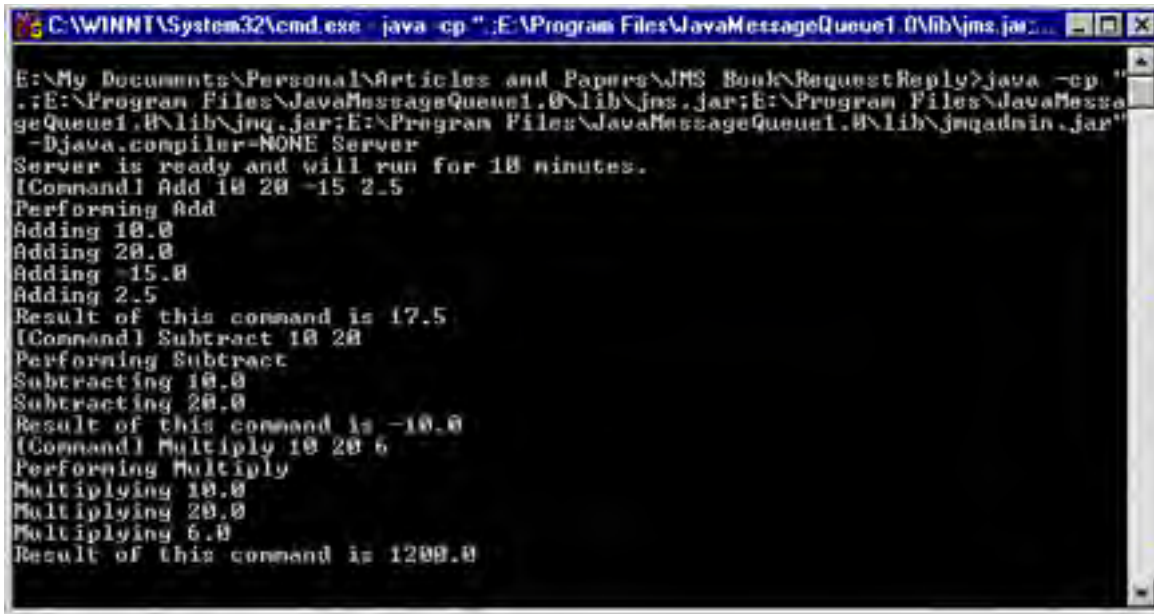 C:\WINNT\System32\cmd.exe - java -cp ".;E:\Program Files\JavaMessageQueue1.0\lib\jms.jar;...
E:\My Documents\Personal\Articles and Papers\JMS Book\RequestReply>java -cp "
.;E:\Program Files\JavaMessageQueue1.0\lib\jms.jar;E:\Program Files\JavaMessa
geQueue1.0\lib\jmq.jar;E:\Program Files\JavaMessageQueue1.0\lib\jmqadmin.jar"
-Djava.compiler=NONE Server
Server is ready and will run for 10 minutes.
[Command] Add 10 20 -15 2.5
Performing Add
Adding 10.0
Adding 20.0
Adding -15.0
Adding 2.5
Result of this command is 17.5
[Command] Subtract 10 20
Performing Subtract
Subtracting 10.0
Subtracting 20.0
Result of this command is -10.0
[Command] Multiply 10 20 6
Performing Multiply
Multiplying 10.0
Multiplying 20.0
Multiplying 6.0
Result of this command is 1200.0